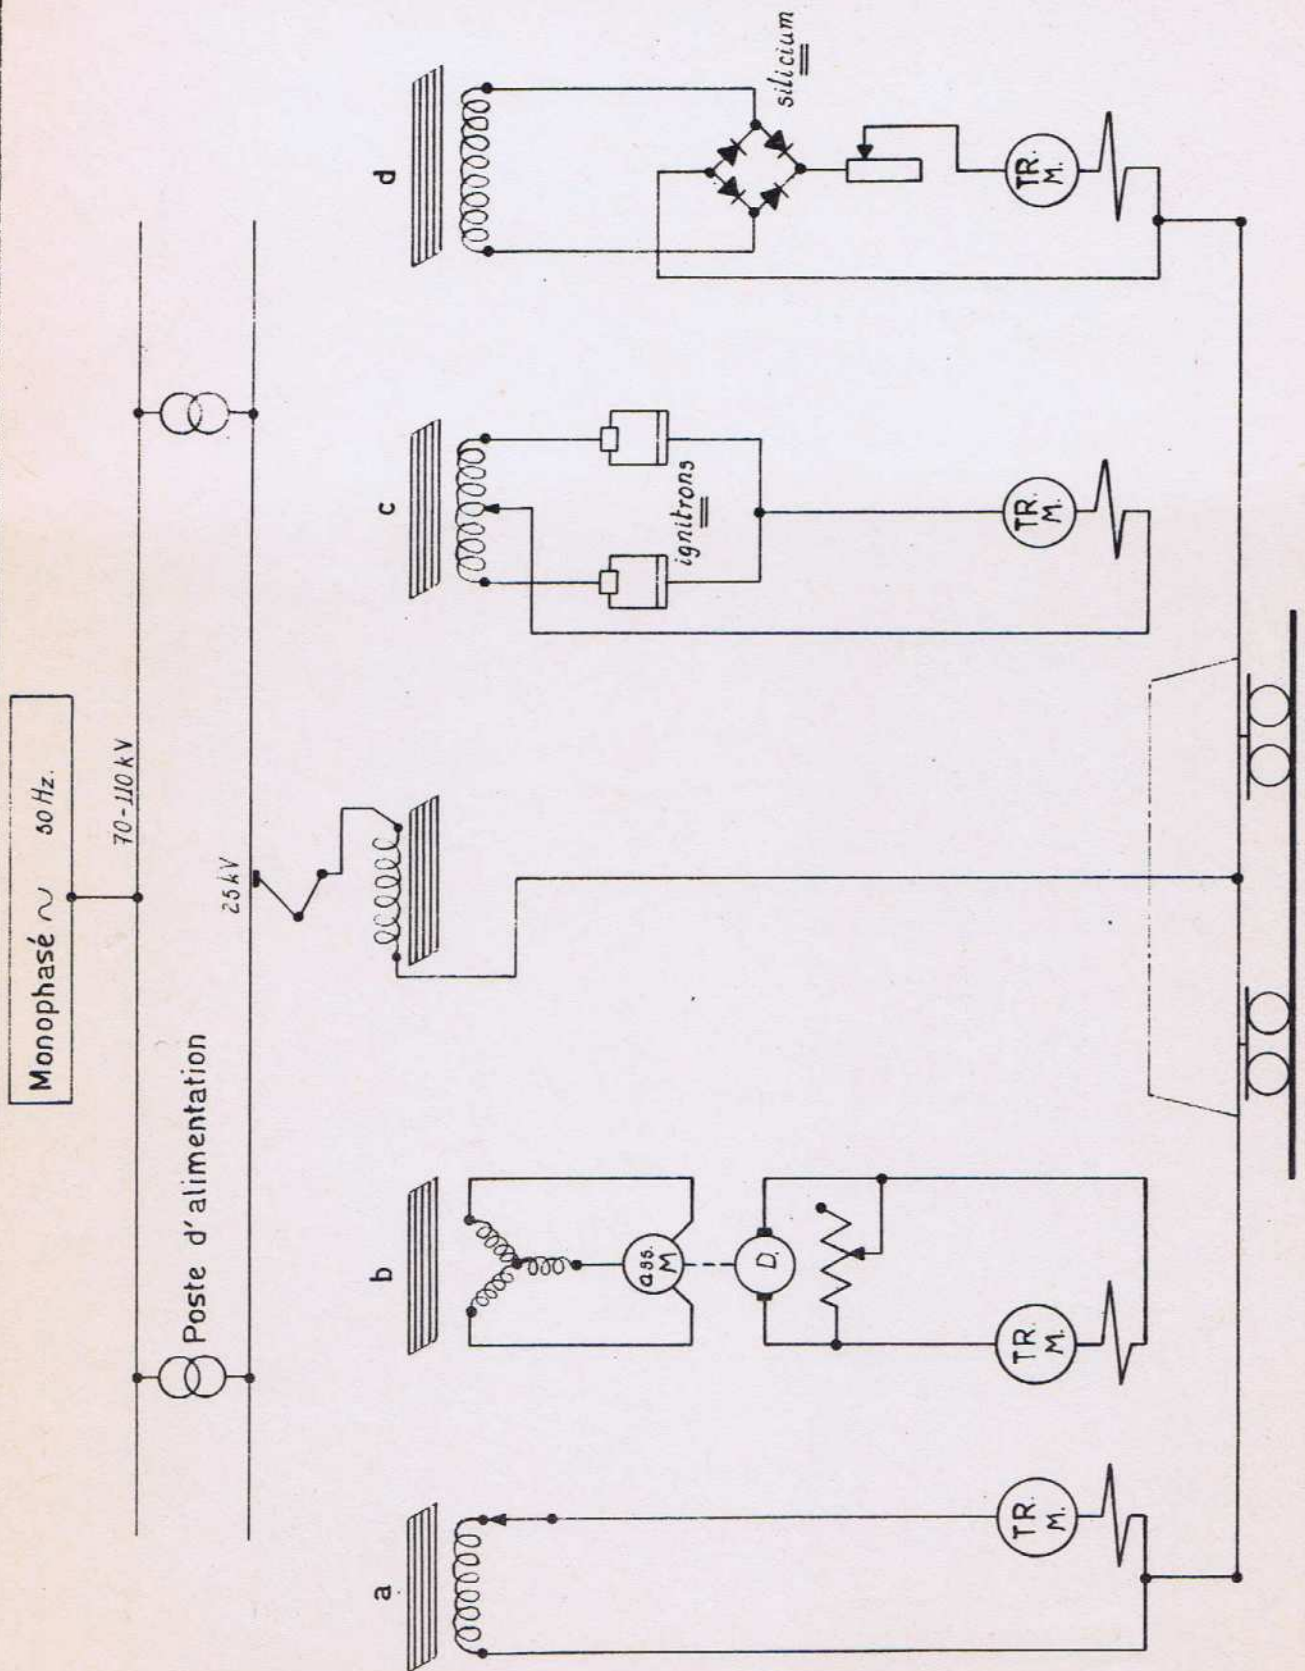 Monophasé ~ 50 Hz.
70-110 kV
Poste d'alimentation
25 kV
a
b
c
d
ass. M
D.
ignitrons
silicium
TR. M.
TR. M.
TR. M.
TR. M.